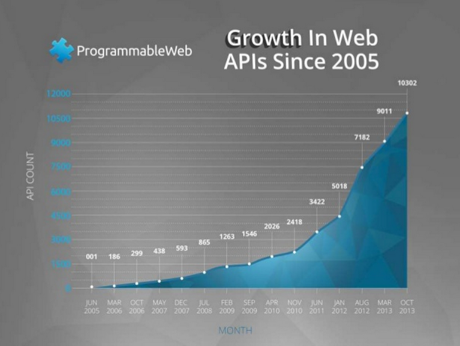 ProgrammableWeb
Growth In Web
APIs Since 2005
12000
10500
9000
7500
6000
4500
3000
1500
0
API COUNT
001 186 299 438 593 865 1263 1546 2026 2418 3422 5018 7182 9011 10302
JUN MAR OCT MAY DEC JUL FEB SEP APR NOV JUN JAN AUG MAR OCT
2005 2006 2006 2007 2007 2008 2009 2009 2010 2010 2011 2012 2012 2013 2013
MONTH